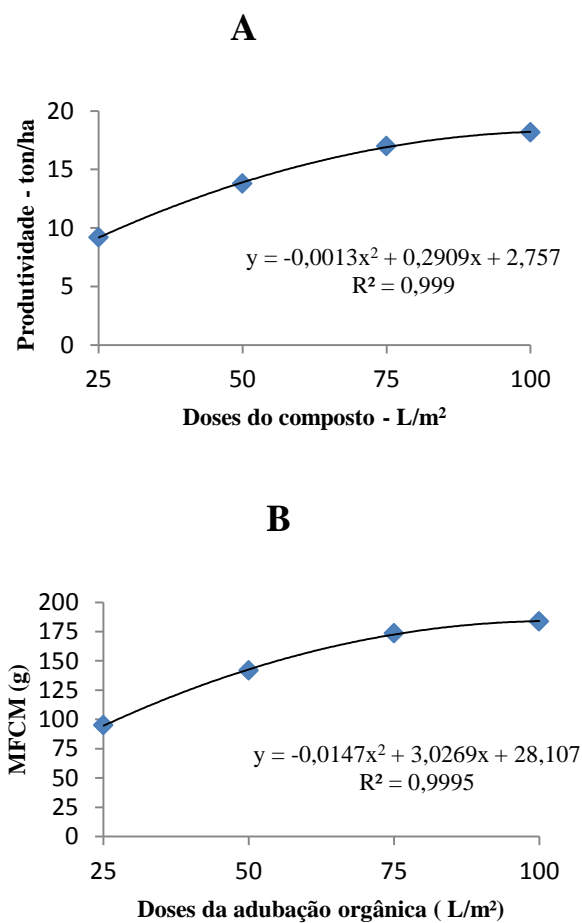 A
Produtividade - ton/ha
20
15
10
5
0
y = -0,0013x² + 0,2909x + 2,757
R² = 0,999
25 50 75 100
Doses do composto - L/m²
B
MFCM (g)
200
175
150
125
100
75
50
25
0
y = -0,0147x² + 3,0269x + 28,107
R² = 0,9995
25 50 75 100
Doses da adubação orgânica ( L/m²)